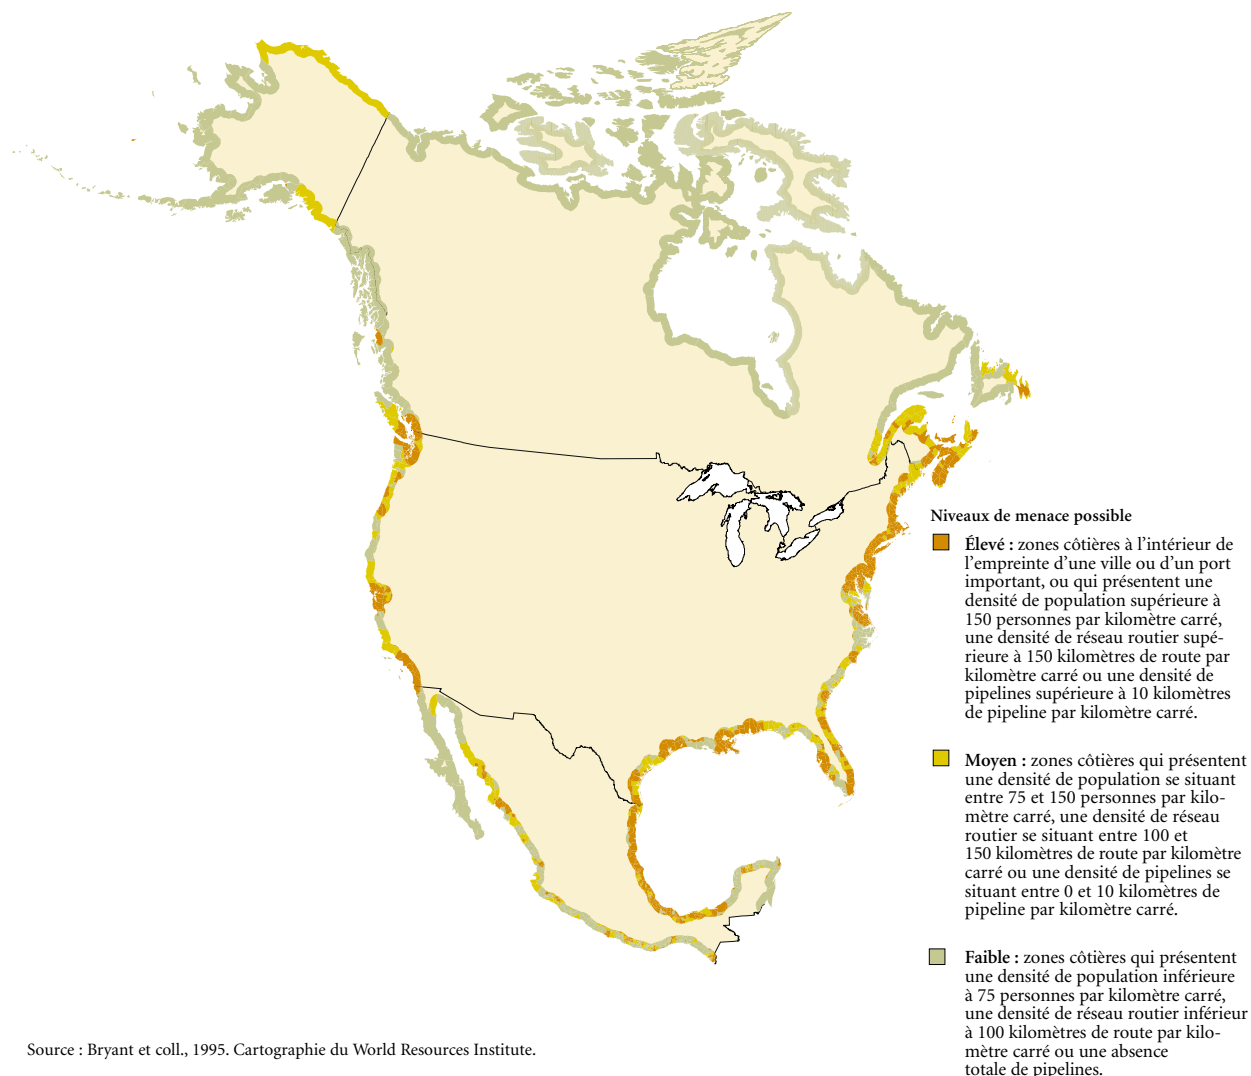 Niveaux de menace possible
Élevé : zones côtières à l'intérieur de
l'empreinte d'une ville ou d'un port
important, ou qui présentent une
densité de population supérieure à
150 personnes par kilomètre carré,
une densité de réseau routier supé-
rieure à 150 kilomètres de route par
kilomètre carré ou une densité de
pipelines supérieure à 10 kilomètres
de pipeline par kilomètre carré.
Moyen : zones côtières qui présentent
une densité de population se situant
entre 75 et 150 personnes par kilo-
mètre carré, une densité de réseau
routier se situant entre 100 et
150 kilomètres de route par kilomètre
carré ou une densité de pipelines se
situant entre 0 et 10 kilomètres de
pipeline par kilomètre carré.
Faible : zones côtières qui présentent
une densité de population inférieure
à 75 personnes par kilomètre carré,
une densité de réseau routier inférieur
à 100 kilomètres de route par kilo-
mètre carré ou une absence
totale de pipelines.
Source : Bryant et coll., 1995. Cartographie du World Resources Institute.